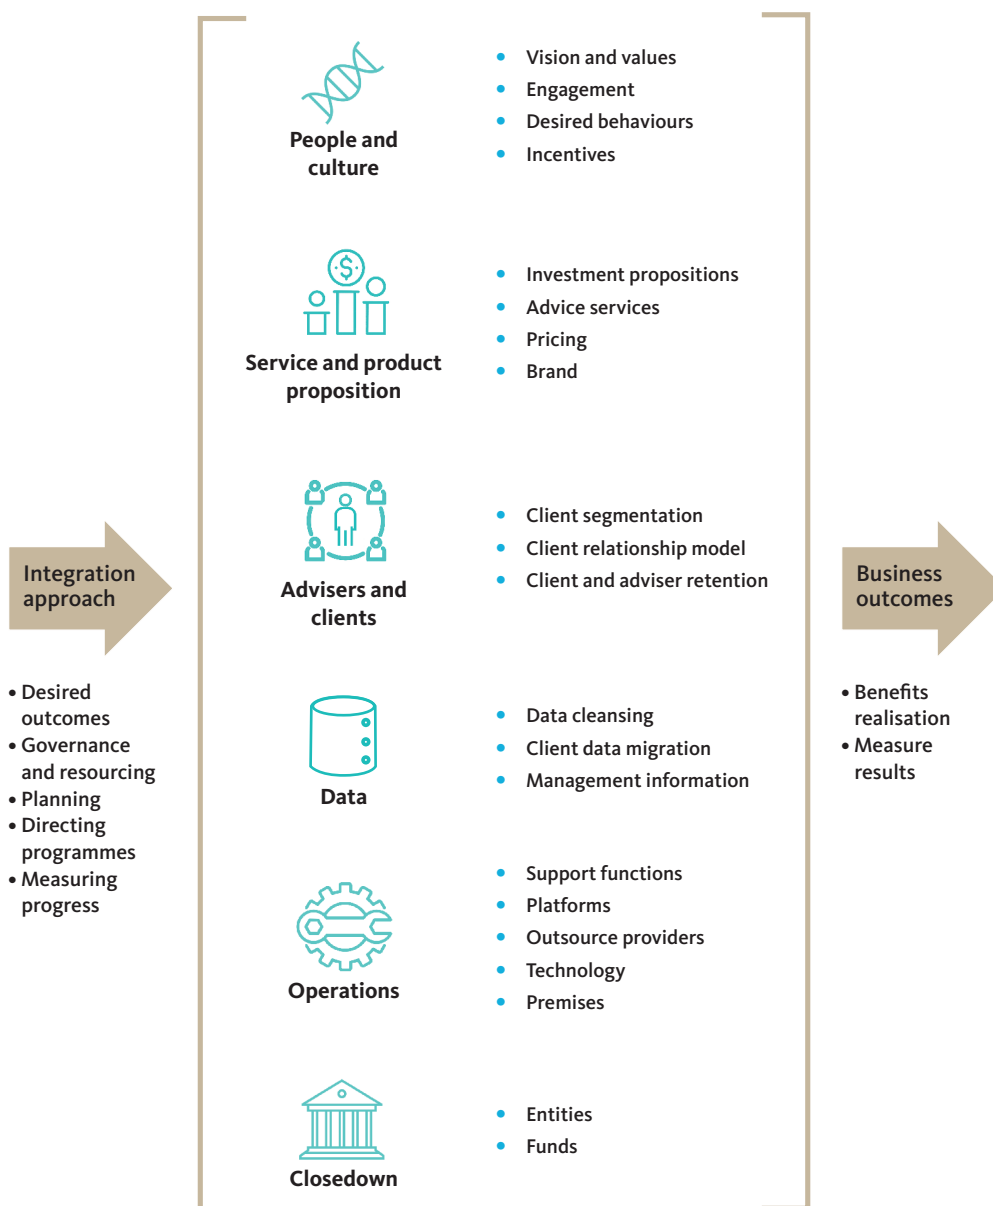 Integration
approach
• Desired
outcomes
• Governance
and resourcing
• Planning
• Directing
programmes
• Measuring
progress
People and
culture
• Vision and values
• Engagement
• Desired behaviours
• Incentives
$
Service and product
proposition
• Investment propositions
• Advice services
• Pricing
• Brand
Advisers and
clients
• Client segmentation
• Client relationship model
• Client and adviser retention
Data
• Data cleansing
• Client data migration
• Management information
Operations
• Support functions
• Platforms
• Outsource providers
• Technology
• Premises
Closedown
• Entities
• Funds
Business
outcomes
• Benefits
realisation
• Measure
results